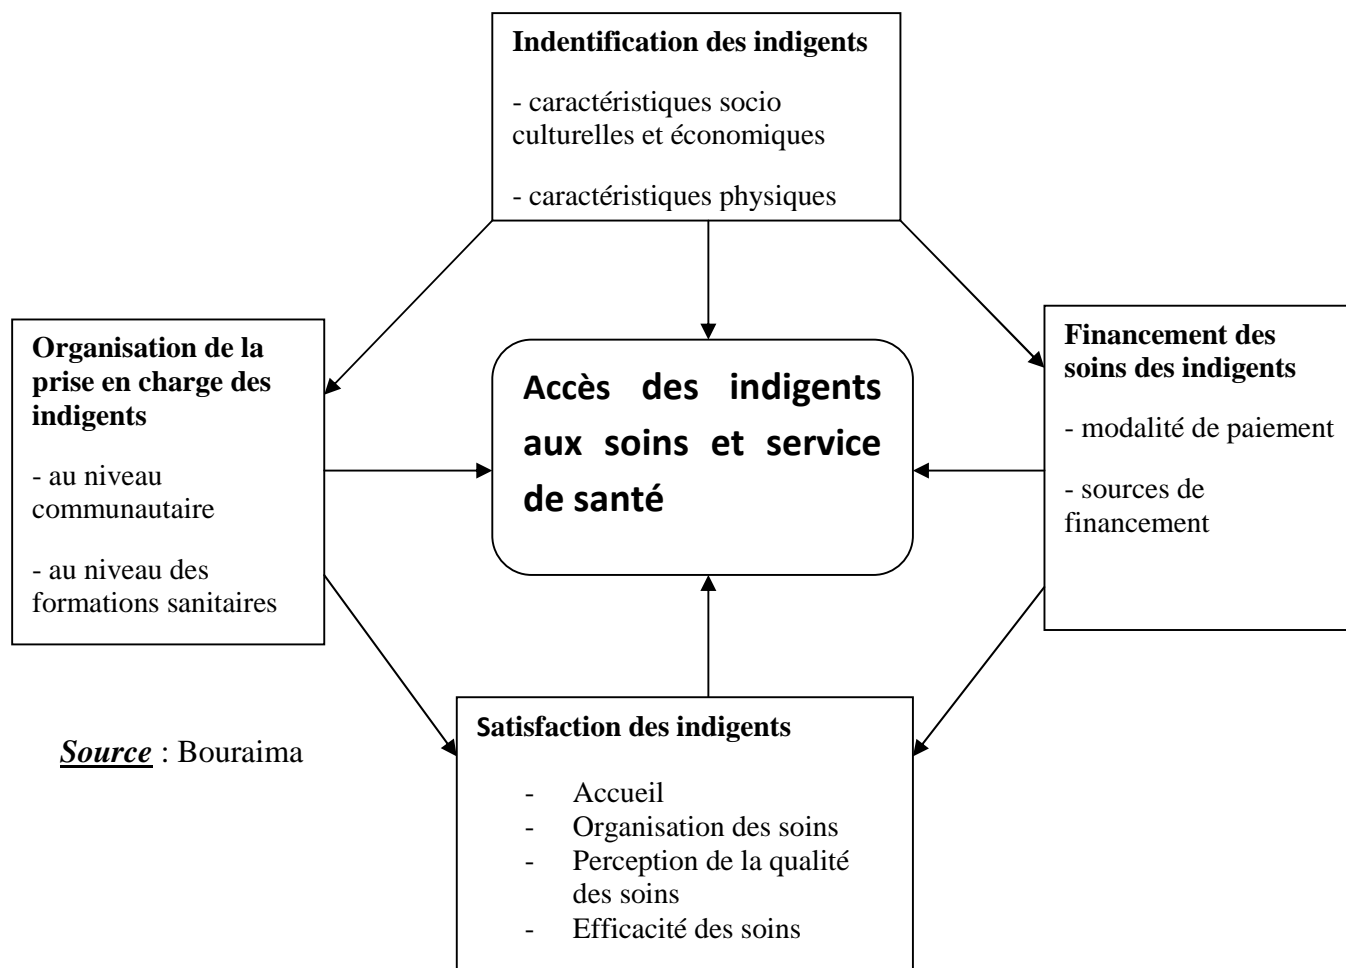 Indentification des indigents
- caractéristiques socio
culturelles et économiques
- caractéristiques physiques
Organisation de la
prise en charge des
indigents
- au niveau
communautaire
- au niveau des
formations sanitaires
Accès des indigents
aux soins et service
de santé
Financement des
soins des indigents
- modalité de paiement
- sources de
financement
Satisfaction des indigents
- Accueil
- Organisation des soins
- Perception de la qualité
des soins
- Efficacité des soins
Source : Bouraima